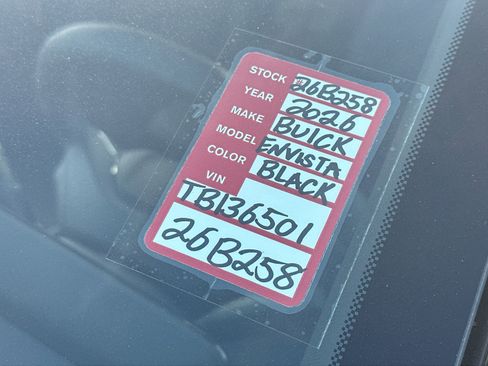 STOCK # 26B258
YEAR 2026
MAKE BUICK
MODEL ENVISTA
COLOR BLACK
VIN
TB136501
26B258